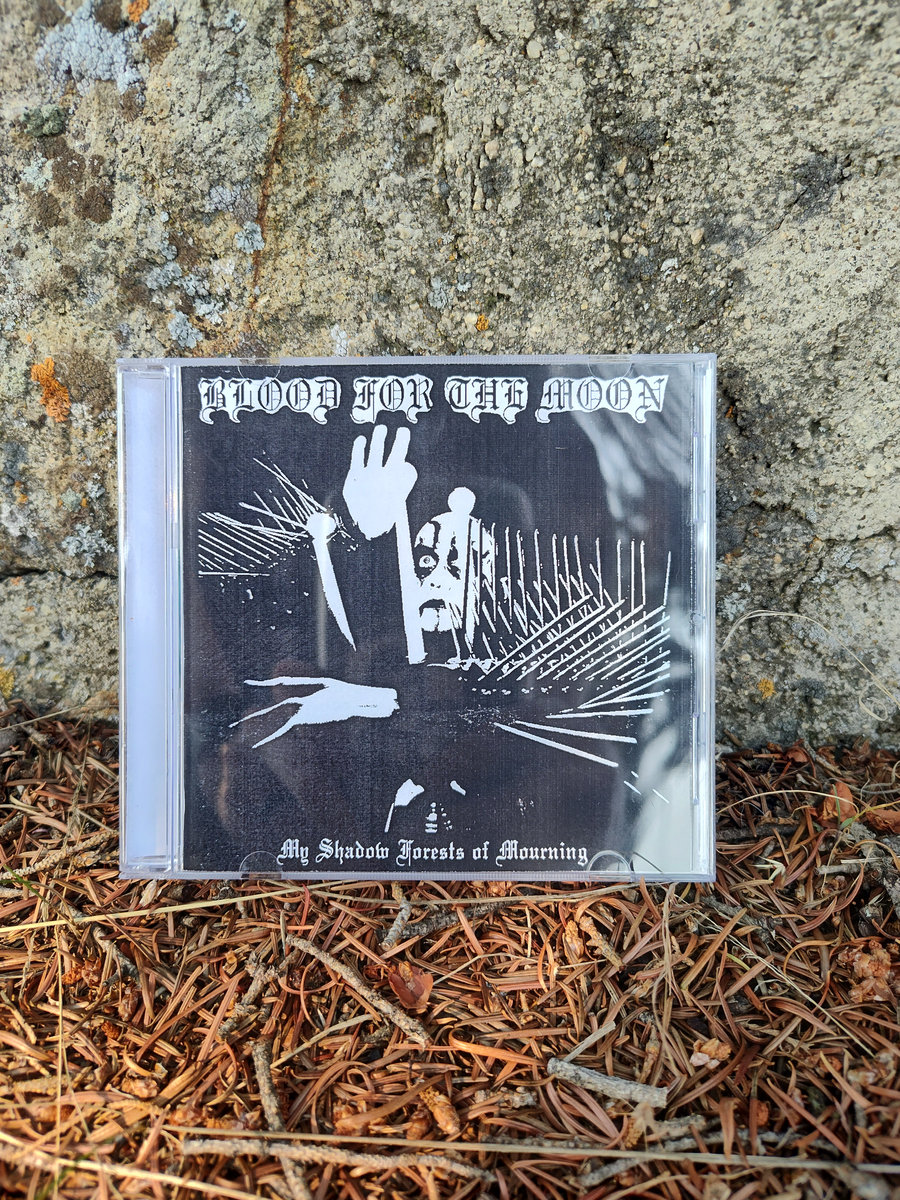 BLOOD FOR THE MOON
My Shadow Forests of Mourning